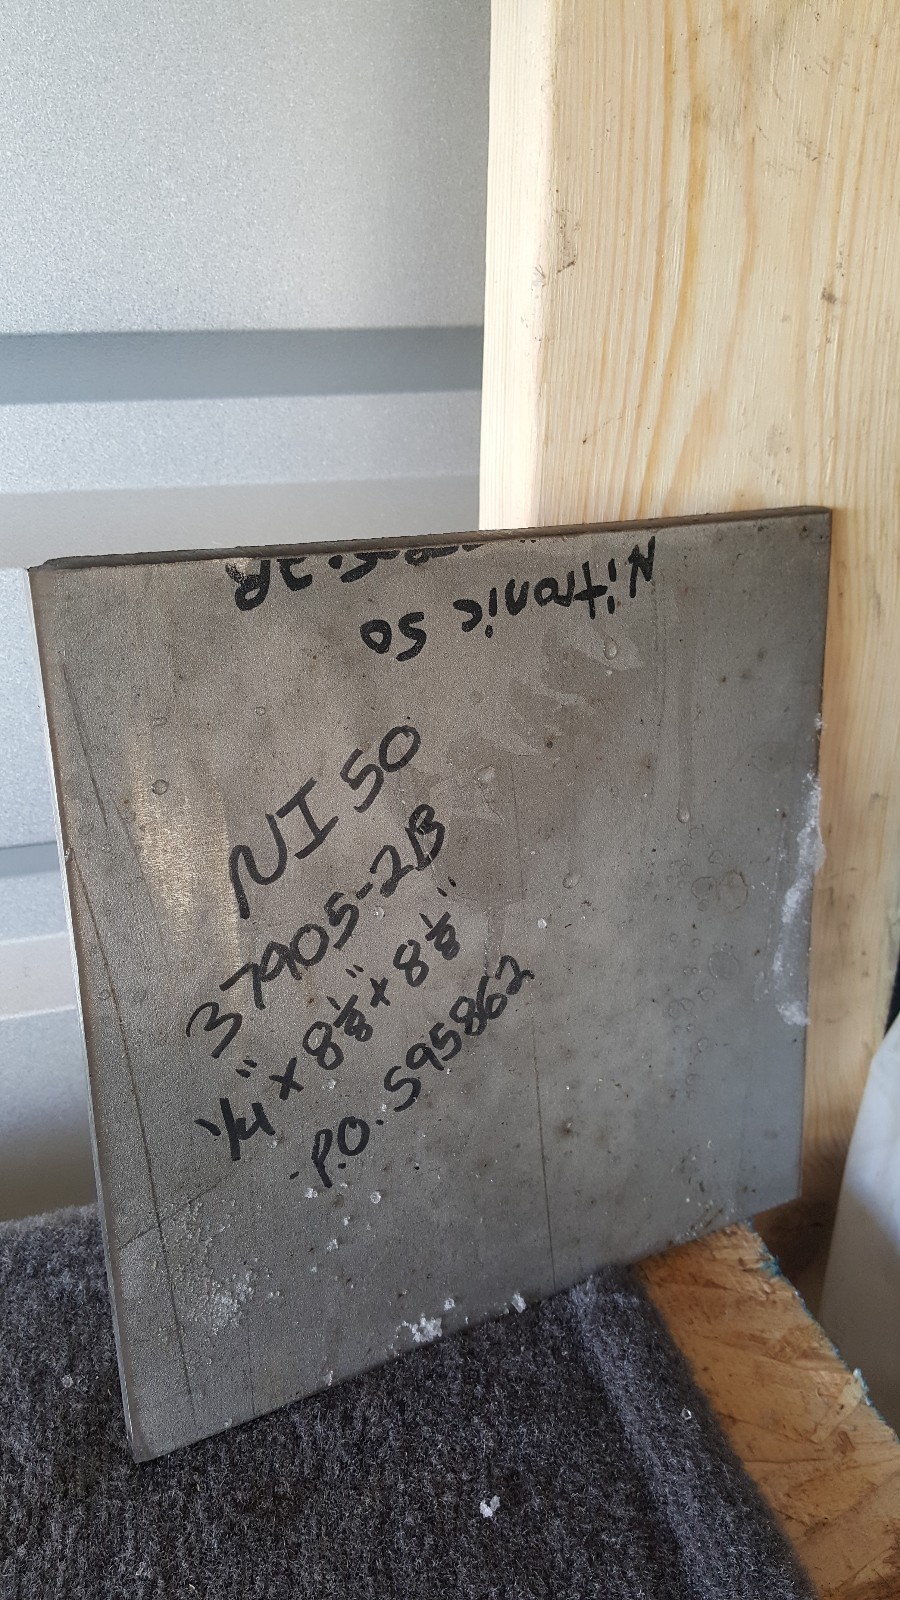 Nitronic 50
NI 50
37905-2B
1/4" x 8 1/8" x 8 1/8"
P.O. 595862